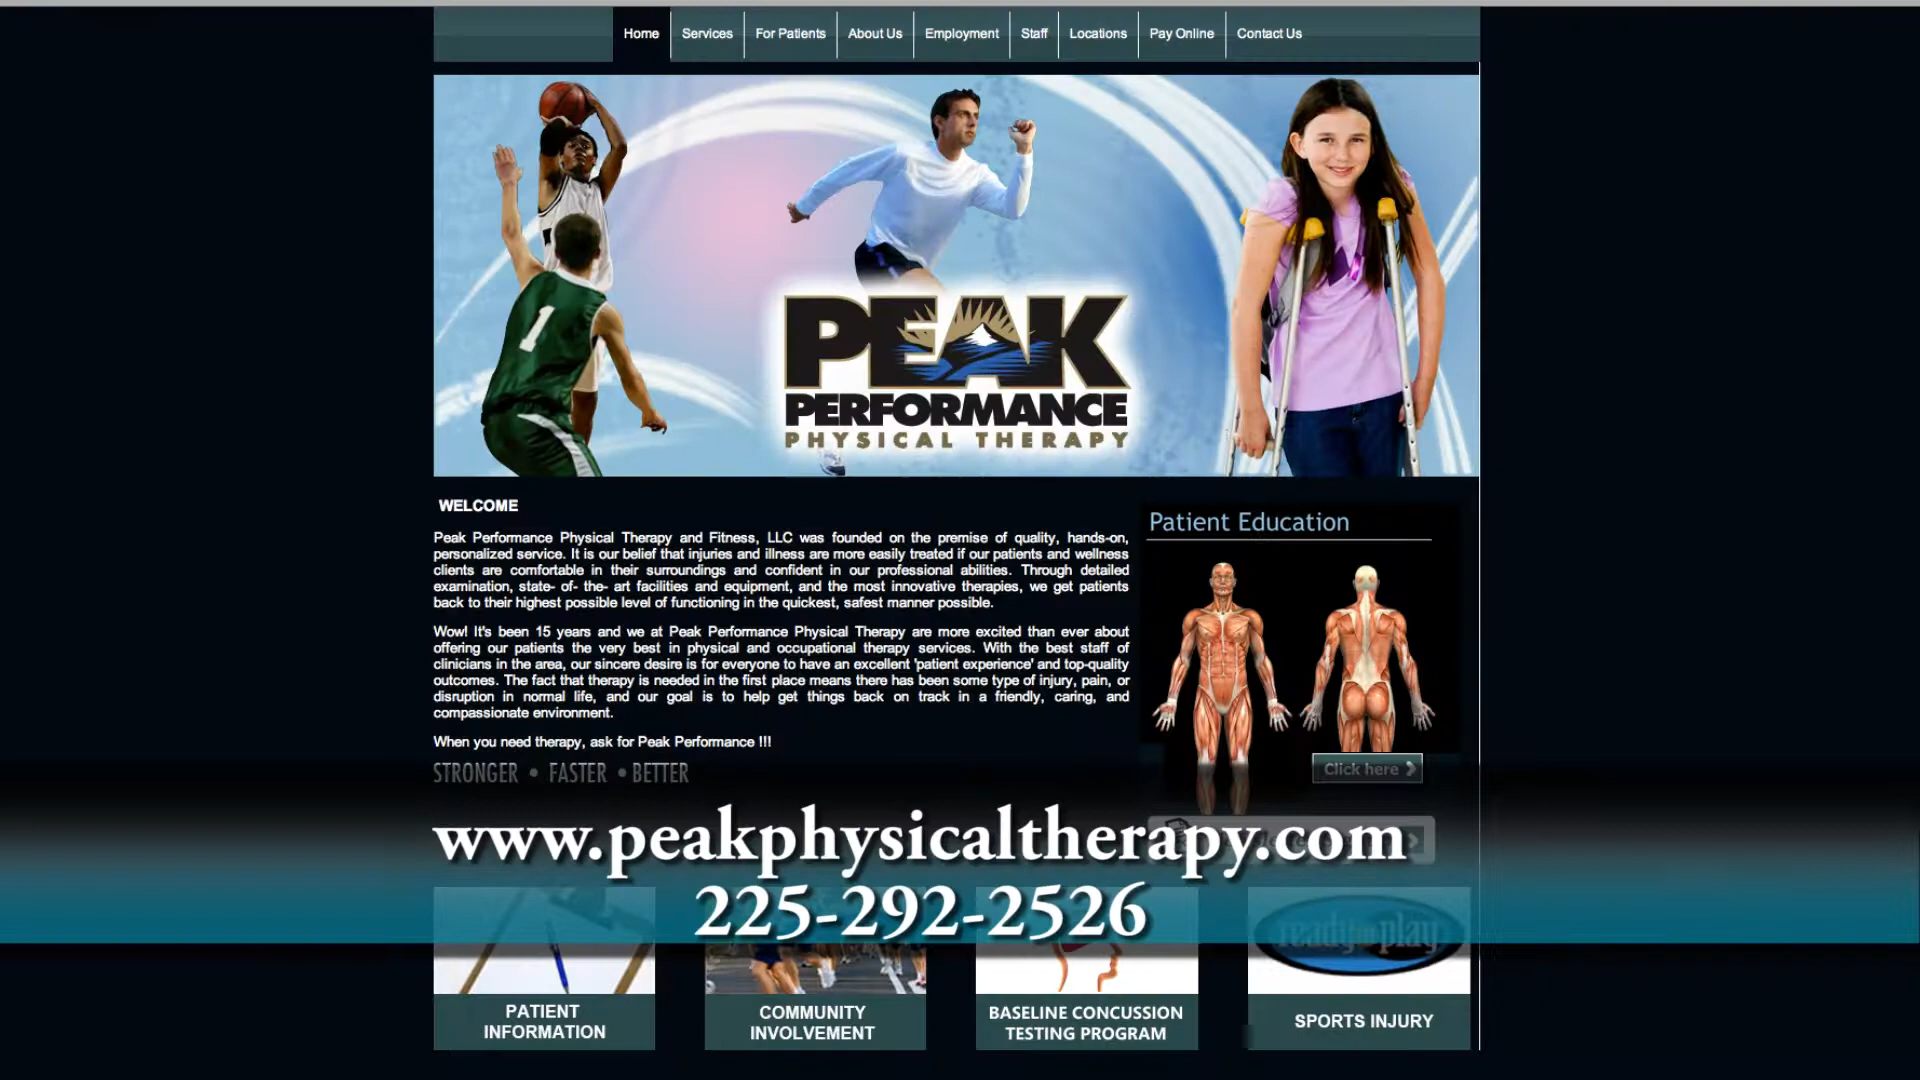 Home Services For Patients About Us Employment Staff Locations Pay Online Contact Us
1
PEAK
PERFORMANCE
PHYSICAL THERAPY
WELCOME
Peak Performance Physical Therapy and Fitness, LLC was founded on the premise of quality, hands-on,
personalized service. It is our belief that injuries and illness are more easily treated if our patients and wellness
clients are comfortable in their surroundings and confident in our professional abilities. Through detailed
examination, state- of- the- art facilities and equipment, and the most innovative therapies, we get patients
back to their highest possible level of functioning in the quickest, safest manner possible.
Wow! It's been 15 years and we at Peak Performance Physical Therapy are more excited than ever about
offering our patients the very best in physical and occupational therapy services. With the best staff of
clinicians in the area, our sincere desire is for everyone to have an excellent 'patient experience' and top-quality
outcomes. The fact that therapy is needed in the first place means there has been some type of injury, pain, or
disruption in normal life, and our goal is to help get things back on track in a friendly, caring, and
compassionate environment.
When you need therapy, ask for Peak Performance !!!
STRONGER • FASTER • BETTER
Patient Education
Click here
www.peakphysicaltherapy.com
225-292-2526
ready play
PATIENT
INFORMATION
COMMUNITY
INVOLVEMENT
BASELINE CONCUSSION
TESTING PROGRAM
SPORTS INJURY